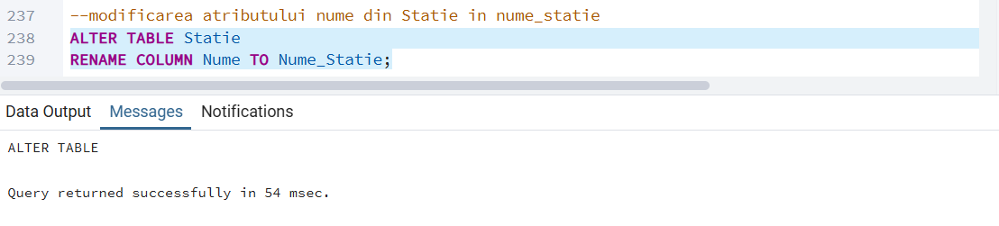 237 --modificarea atributului nume din Statie in nume_statie
238 ALTER TABLE Statie
239 RENAME COLUMN Nume TO Nume_Statie;
Data Output Messages Notifications
ALTER TABLE
Query returned successfully in 54 msec.